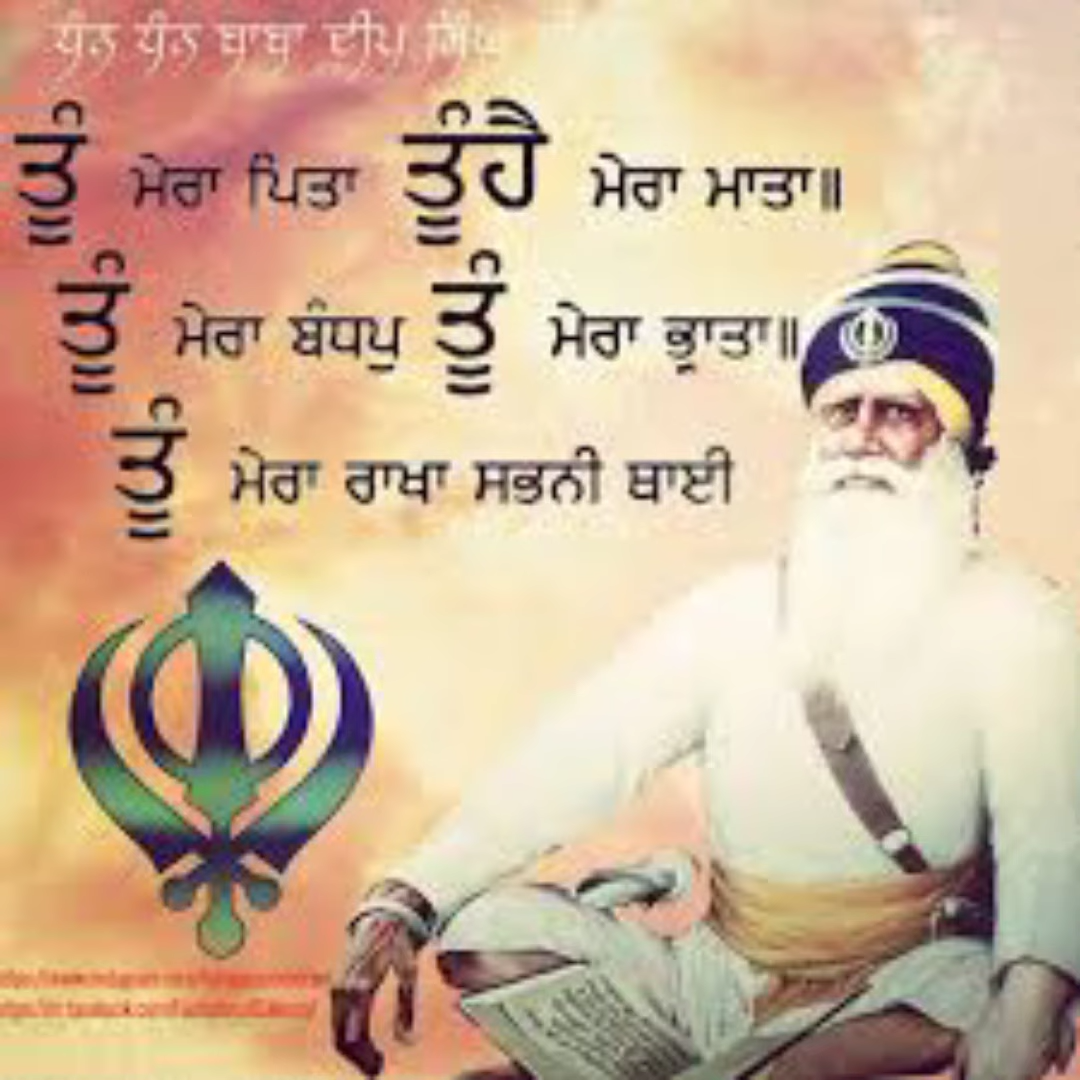 ਧੰਨ ਧੰਨ ਬਾਬਾ ਦੀਪ ਸਿੰਘ
ਤੂੰ ਮੇਰਾ ਪਿਤਾ ਤੂੰਹੈ ਮੇਰਾ ਮਾਤਾ॥
ਤੂੰ ਮੇਰਾ ਬੰਧਪੁ ਤੂੰ ਮੇਰਾ ਭ੍ਰਾਤਾ॥
ਤੂੰ ਮੇਰਾ ਰਾਖਾ ਸਭਨੀ ਥਾਈ